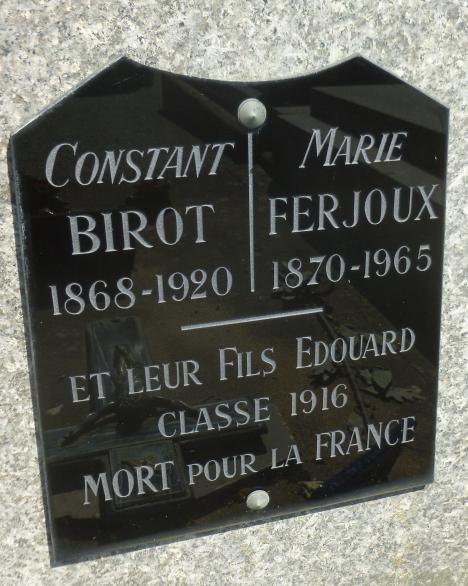 CONSTANT
BIROT
1868-1920
MARIE
FERJOUX
1870-1965
ET LEUR FILS EDOUARD
CLASSE 1916
MORT POUR LA FRANCE